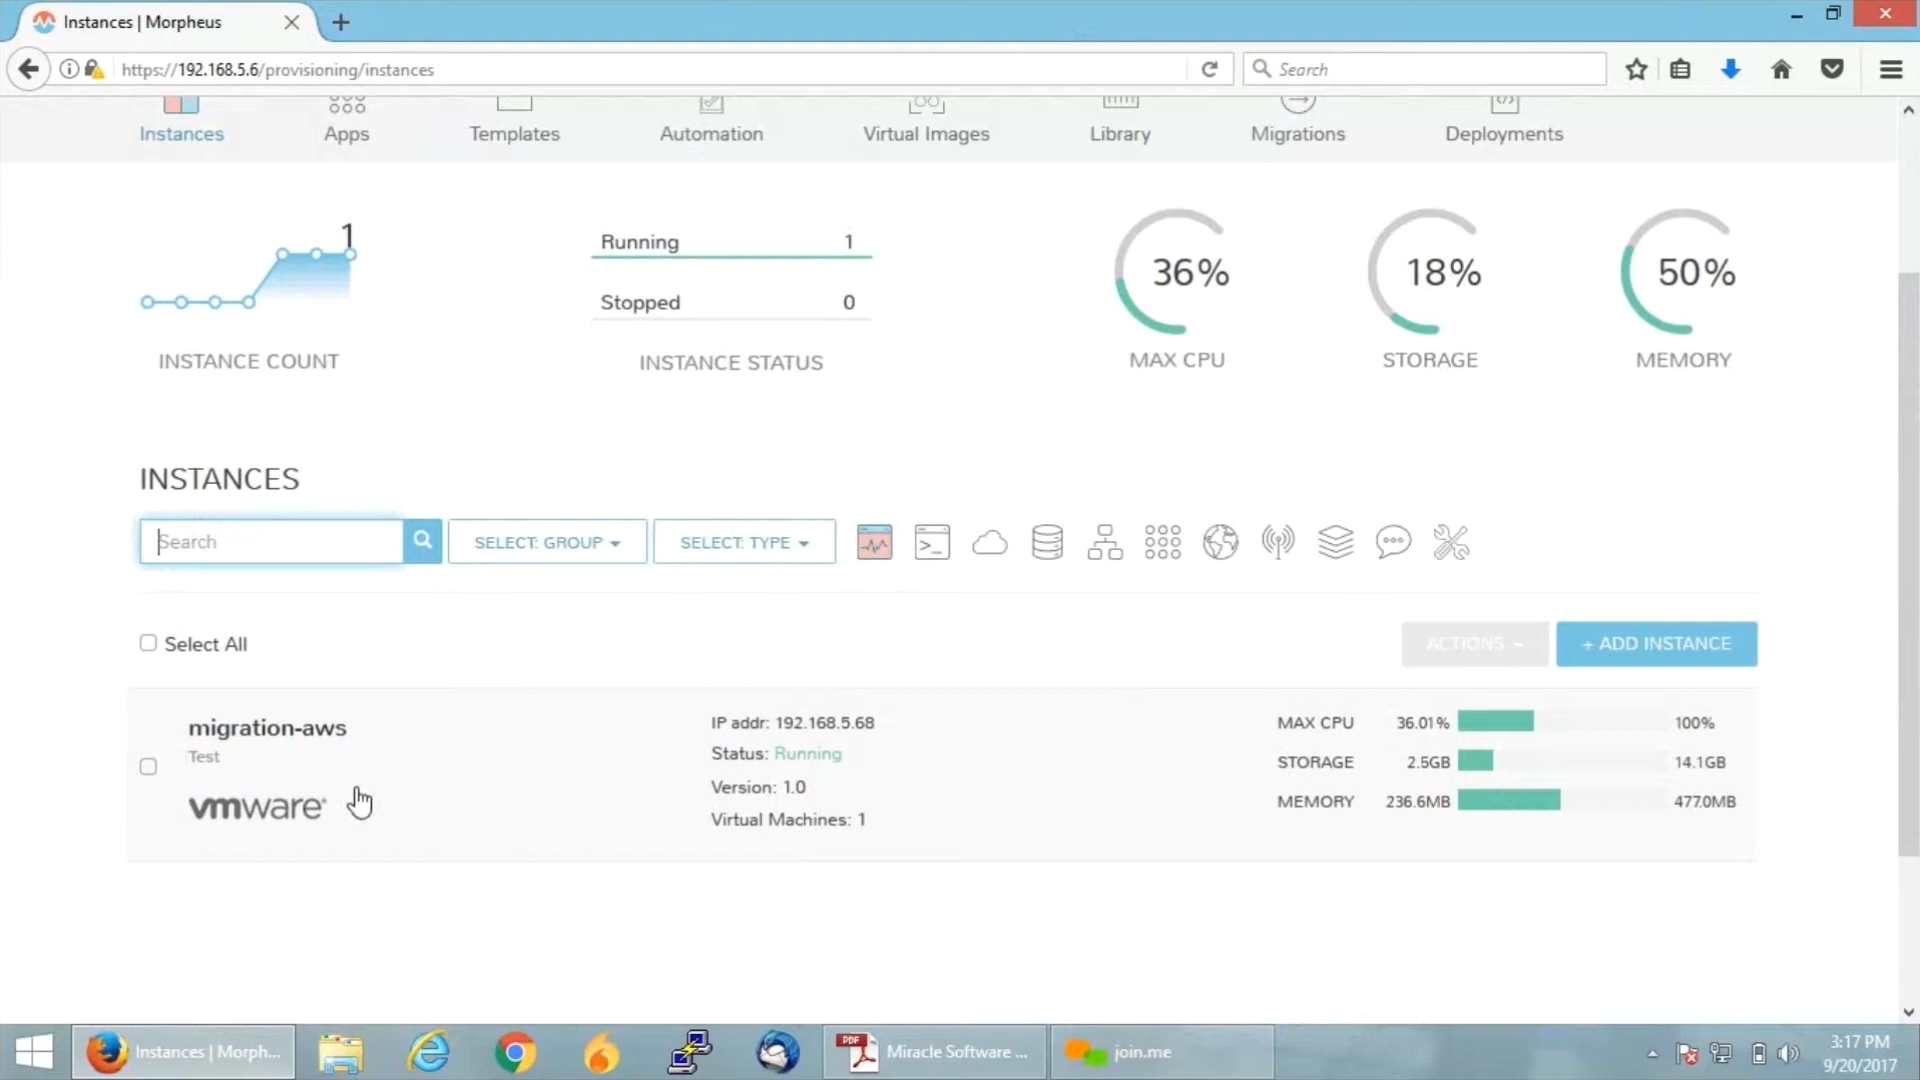 Instances | Morpheus
https://192.168.5.6/provisioning/instances
Search
Instances
Apps
Templates
Automation
Virtual Images
Library
Migrations
Deployments
1
INSTANCE COUNT
Running 1
Stopped 0
INSTANCE STATUS
36%
MAX CPU
18%
STORAGE
50%
MEMORY
INSTANCES
Search
SELECT: GROUP
SELECT: TYPE
Select All
ACTIONS
+ ADD INSTANCE
migration-aws
Test
vmware
IP addr: 192.168.5.68
Status: Running
Version: 1.0
Virtual Machines: 1
MAX CPU 36.01% 100%
STORAGE 2.5GB 14.1GB
MEMORY 236.6MB 477.0MB
Instances | Morph...
PDF
Miracle Software ...
join.me
3:17 PM
9/20/2017